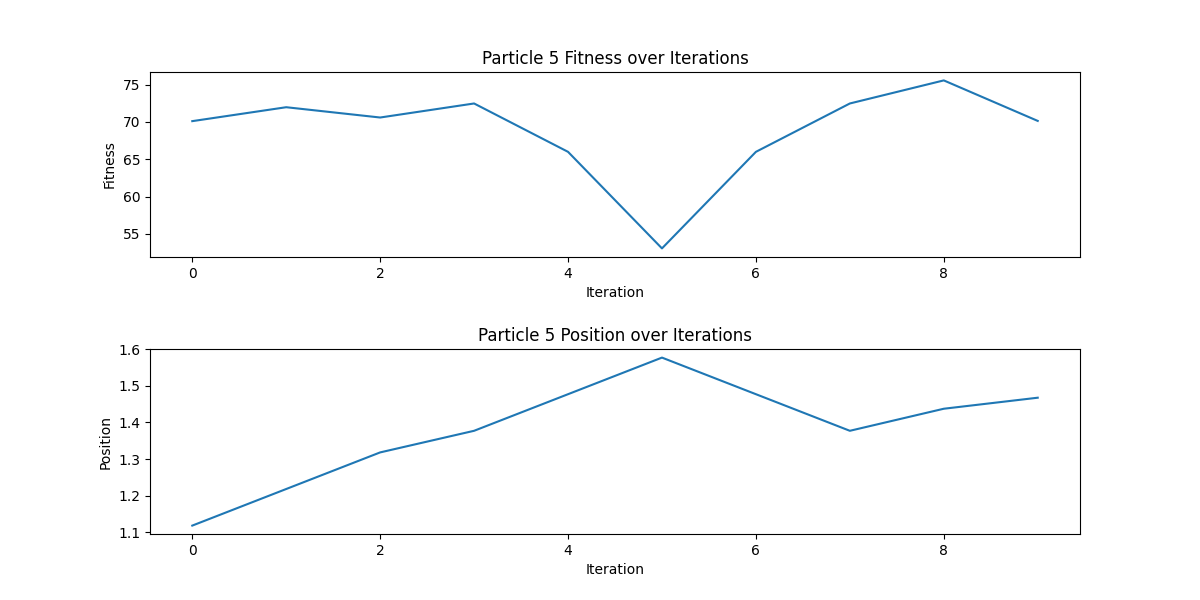 Particle 5 Fitness over Iterations
75
70
65
60
55
Fitness
0 2 4 6 8
Iteration
Particle 5 Position over Iterations
1.6
1.5
1.4
1.3
1.2
1.1
Position
0 2 4 6 8
Iteration